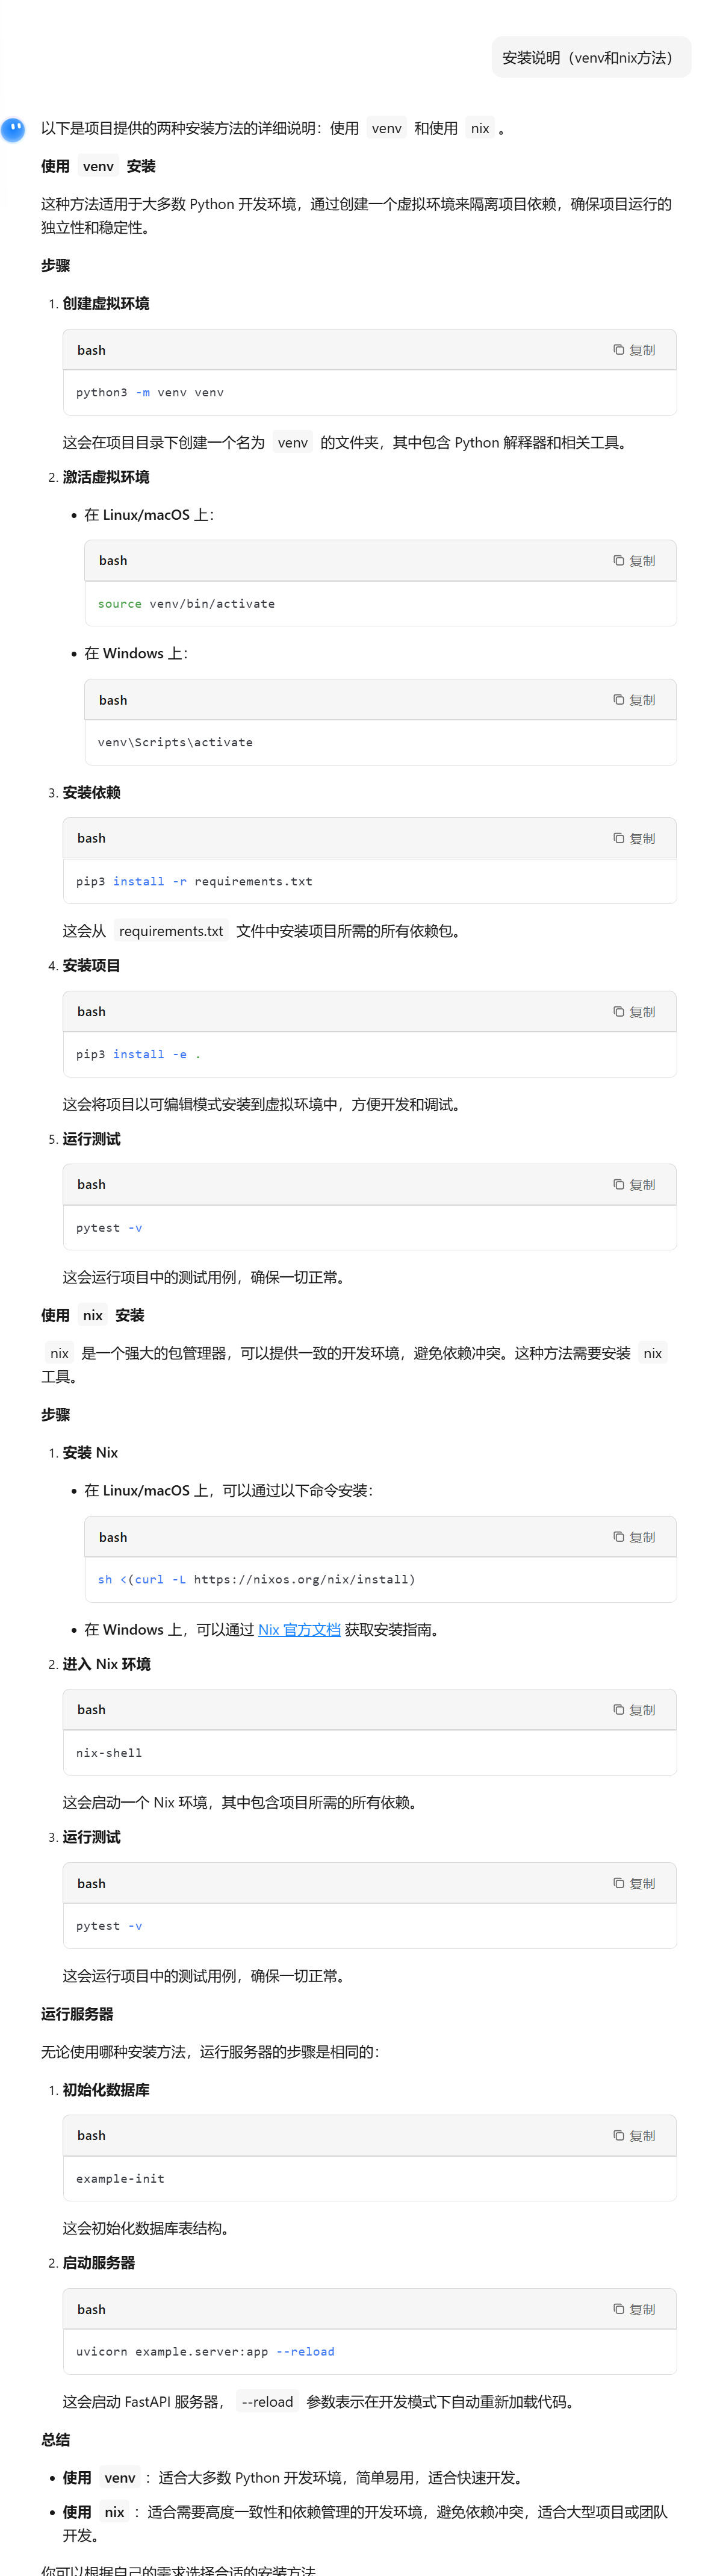 安装说明（venv和nix方法）
以下是项目提供的两种安装方法的详细说明：使用 venv 和使用 nix 。
使用 venv 安装
这种方法适用于大多数 Python 开发环境，通过创建一个虚拟环境来隔离项目依赖，确保项目运行的
独立性和稳定性。
步骤
1. 创建虚拟环境
bash 复制
python3 -m venv venv
这会在项目目录下创建一个名为 venv 的文件夹，其中包含 Python 解释器和相关工具。
2. 激活虚拟环境
• 在 Linux/macOS 上：
bash 复制
source venv/bin/activate
• 在 Windows 上：
bash 复制
venv\Scripts\activate
3. 安装依赖
bash 复制
pip3 install -r requirements.txt
这会从 requirements.txt 文件中安装项目所需的所有依赖包。
4. 安装项目
bash 复制
pip3 install -e .
这会将项目以可编辑模式安装到虚拟环境中，方便开发和调试。
5. 运行测试
bash 复制
pytest -v
这会运行项目中的测试用例，确保一切正常。
使用 nix 安装
nix 是一个强大的包管理器，可以提供一致的开发环境，避免依赖冲突。这种方法需要安装 nix
工具。
步骤
1. 安装 Nix
• 在 Linux/macOS 上，可以通过以下命令安装：
bash 复制
sh <(curl -L https://nixos.org/nix/install)
• 在 Windows 上，可以通过 Nix 官方文档 获取安装指南。
2. 进入 Nix 环境
bash 复制
nix-shell
这会启动一个 Nix 环境，其中包含项目所需的所有依赖。
3. 运行测试
bash 复制
pytest -v
这会运行项目中的测试用例，确保一切正常。
运行服务器
无论使用哪种安装方法，运行服务器的步骤是相同的：
1. 初始化数据库
bash 复制
example-init
这会初始化数据库表结构。
2. 启动服务器
bash 复制
uvicorn example.server:app --reload
这会启动 FastAPI 服务器， --reload 参数表示在开发模式下自动重新加载代码。
总结
• 使用 venv ：适合大多数 Python 开发环境，简单易用，适合快速开发。
• 使用 nix ：适合需要高度一致性和依赖管理的开发环境，避免依赖冲突，适合大型项目或团队
开发。
你可以根据自己的需求选择合适的安装方法